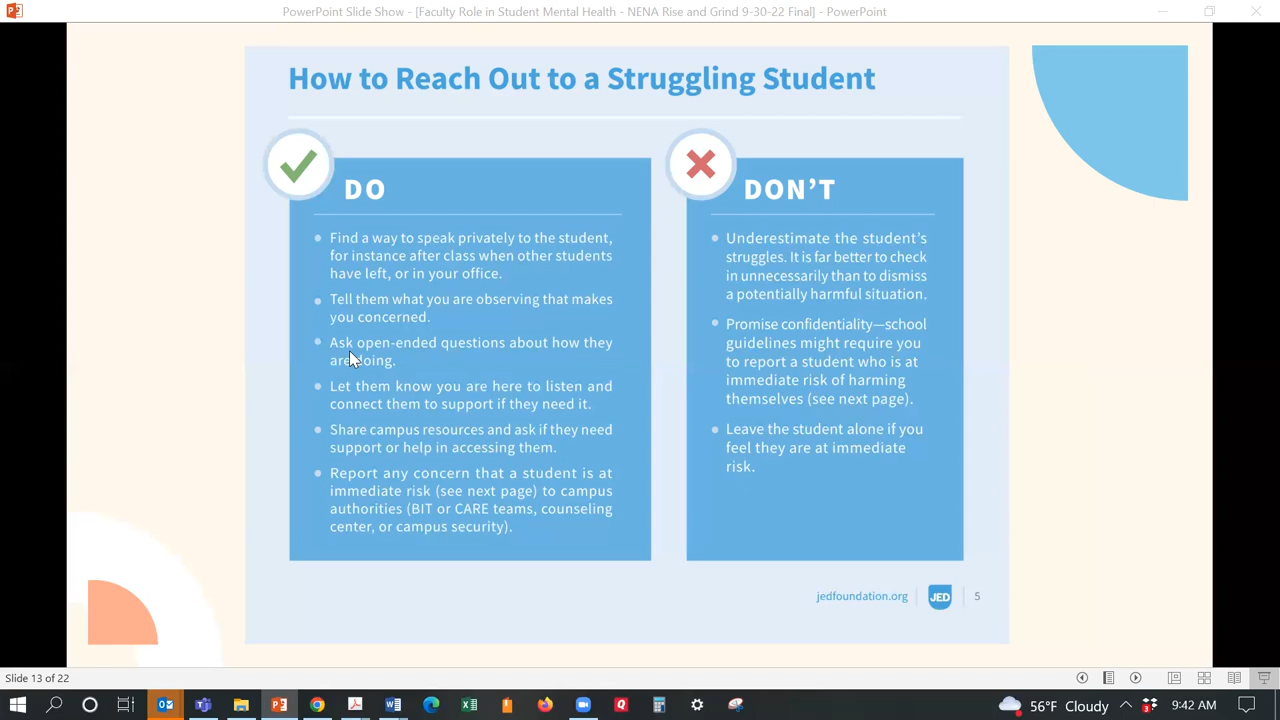 PowerPoint Slide Show - [Faculty Role in Student Mental Health - NENA Rise and Grind 9-30-22 Final] - PowerPoint
How to Reach Out to a Struggling Student
DO
Find a way to speak privately to the student,
for instance after class when other students
have left, or in your office.
Tell them what you are observing that makes
you concerned.
Ask open-ended questions about how they
are doing.
Let them know you are here to listen and
connect them to support if they need it.
Share campus resources and ask if they need
support or help in accessing them.
Report any concern that a student is at
immediate risk (see next page) to campus
authorities (BIT or CARE teams, counseling
center, or campus security).
DON'T
Underestimate the student's
struggles. It is far better to check
in unnecessarily than to dismiss
a potentially harmful situation.
Promise confidentiality—school
guidelines might require you
to report a student who is at
immediate risk of harming
themselves (see next page).
Leave the student alone if you
feel they are at immediate
risk.
jedfoundation.org JED 5
Slide 13 of 22
56°F Cloudy 9:42 AM